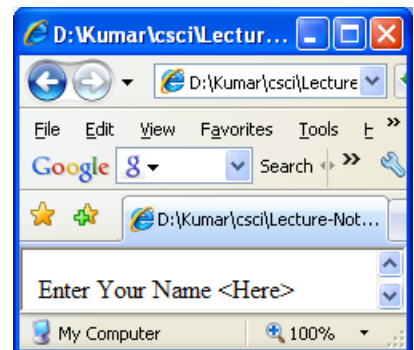 D:\Kumar\csci\Lectur...
D:\Kumar\csci\Lecture
File Edit View Favorites Tools »
Google Search »
D:\Kumar\csci\Lecture-Not...
Enter Your Name <Here>
My Computer 100%